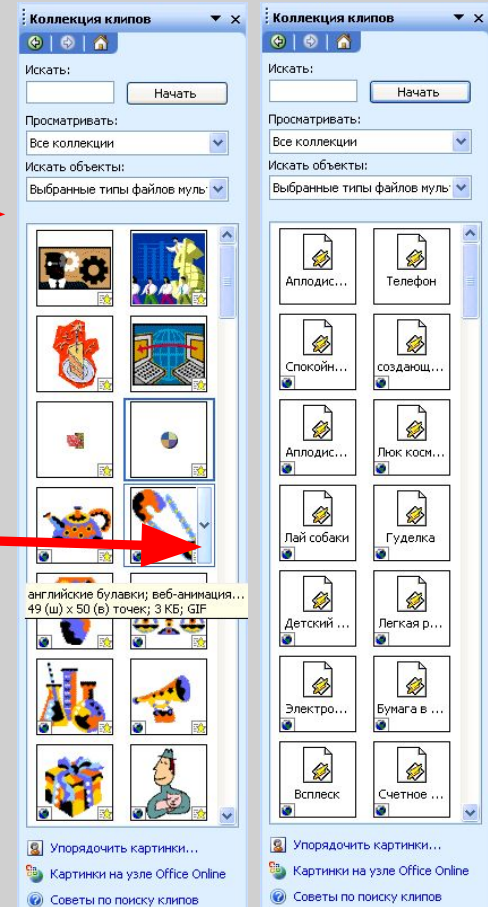 Коллекция клипов
Искать:
Начать
Просматривать:
Все коллекции
Искать объекты:
Выбранные типы файлов муль
английские булавки; веб-анимация...
49 (ш) x 50 (в) точек; 3 КБ; GIF
Упорядочить картинки...
Картинки на узле Office Online
Советы по поиску клипов
Коллекция клипов
Искать:
Начать
Просматривать:
Все коллекции
Искать объекты:
Выбранные типы файлов муль
Аплодис...
Телефон
Спокойн...
создающ...
Аплодис...
Люк косм...
Лай собаки
Гуделка
Детский ...
Легкая р...
Электро...
Бумага в ...
Всплеск
Счетное ...
Упорядочить картинки...
Картинки на узле Office Online
Советы по поиску клипов